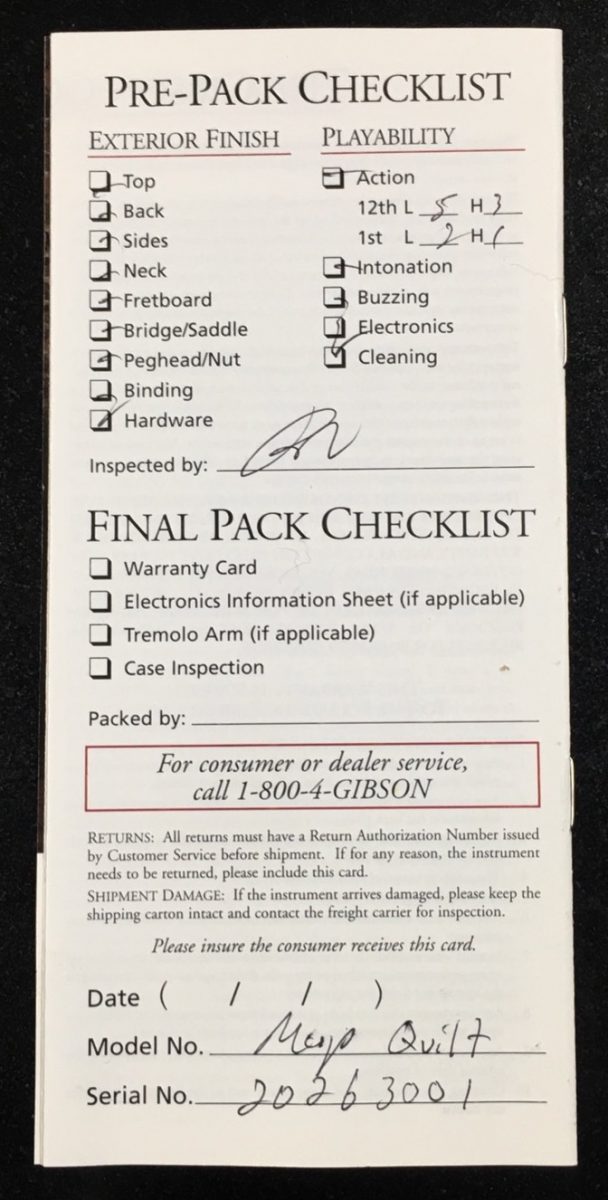 PRE-PACK CHECKLIST
EXTERIOR FINISH
Top
Back
Sides
Neck
Fretboard
Bridge/Saddle
Peghead/Nut
Binding
Hardware
PLAYABILITY
Action
12th L 5 H 3
1st L 2 H 1
Intonation
Buzzing
Electronics
Cleaning
Inspected by:
FINAL PACK CHECKLIST
Warranty Card
Electronics Information Sheet (if applicable)
Tremolo Arm (if applicable)
Case Inspection
Packed by:
For consumer or dealer service,
call 1-800-4-GIBSON
RETURNS: All returns must have a Return Authorization Number issued
by Customer Service before shipment. If for any reason, the instrument
needs to be returned, please include this card.
SHIPMENT DAMAGE: If the instrument arrives damaged, please keep the
shipping carton intact and contact the freight carrier for inspection.
Please insure the consumer receives this card.
Date ( / / )
Model No. Quilt
Serial No. 20263001